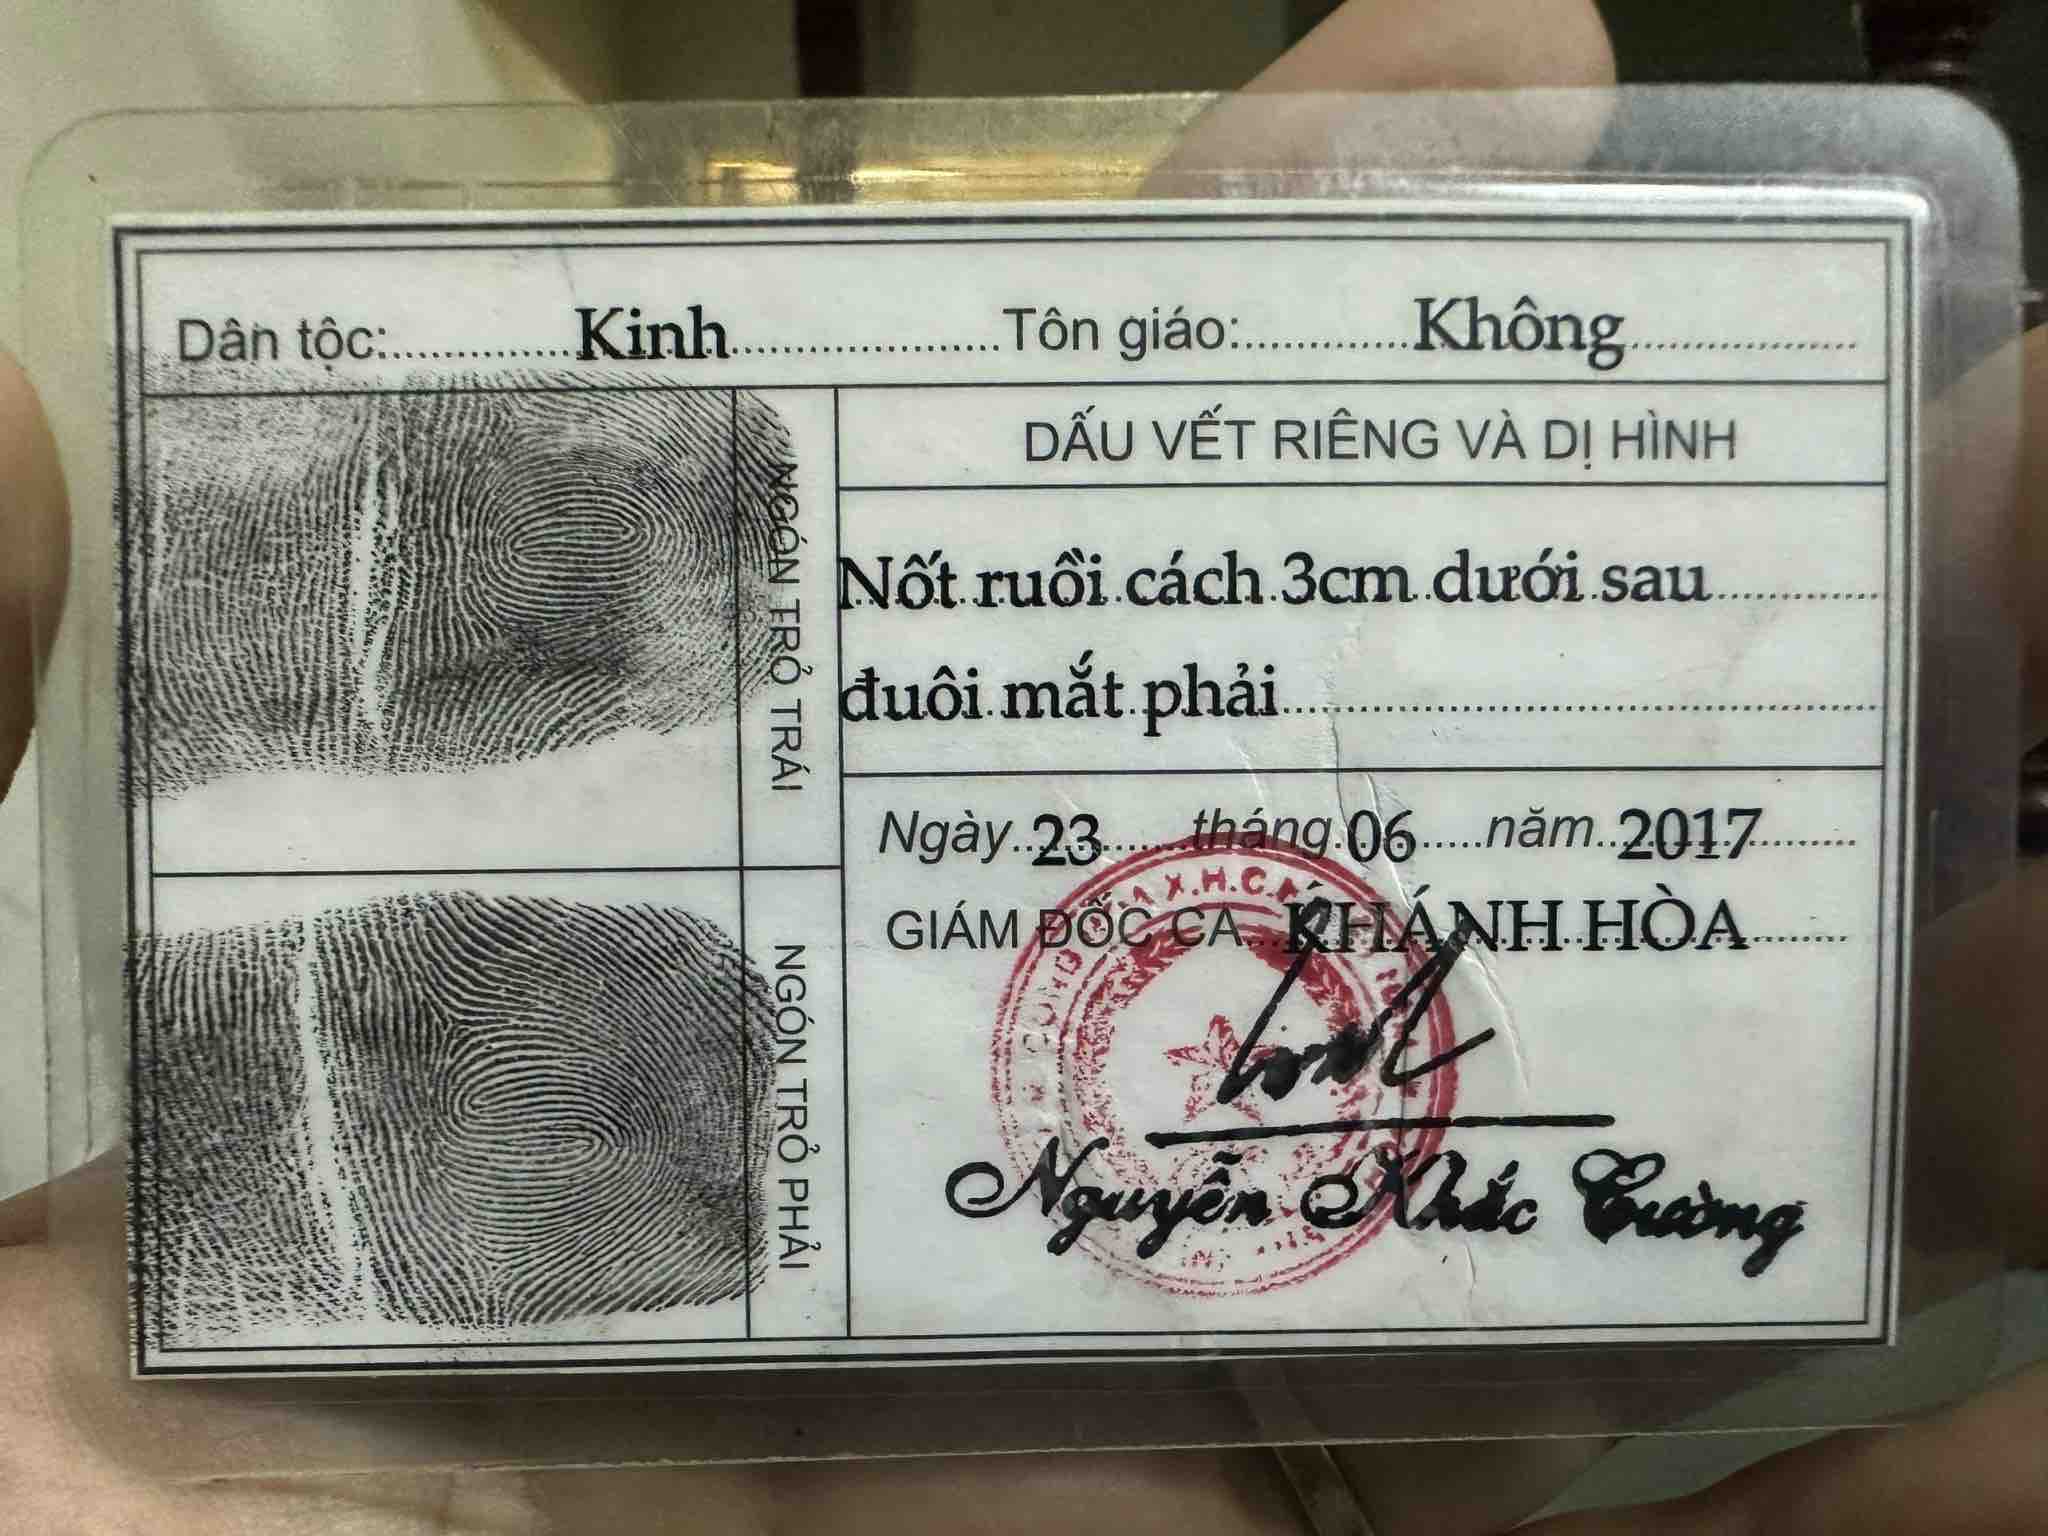 Dân tộc: Kinh Tôn giáo: Không
NGÓN TRỎ TRÁI
DẤU VẾT RIÊNG VÀ DỊ HÌNH
Nốt ruồi cách 3cm dưới sau
đuôi mắt phải
NGÓN TRỎ PHẢI
Ngày 23 tháng 06 năm 2017
GIÁM ĐỐC CA KHÁNH HÒA
X.H.C.N
Nguyễn Khắc Cường